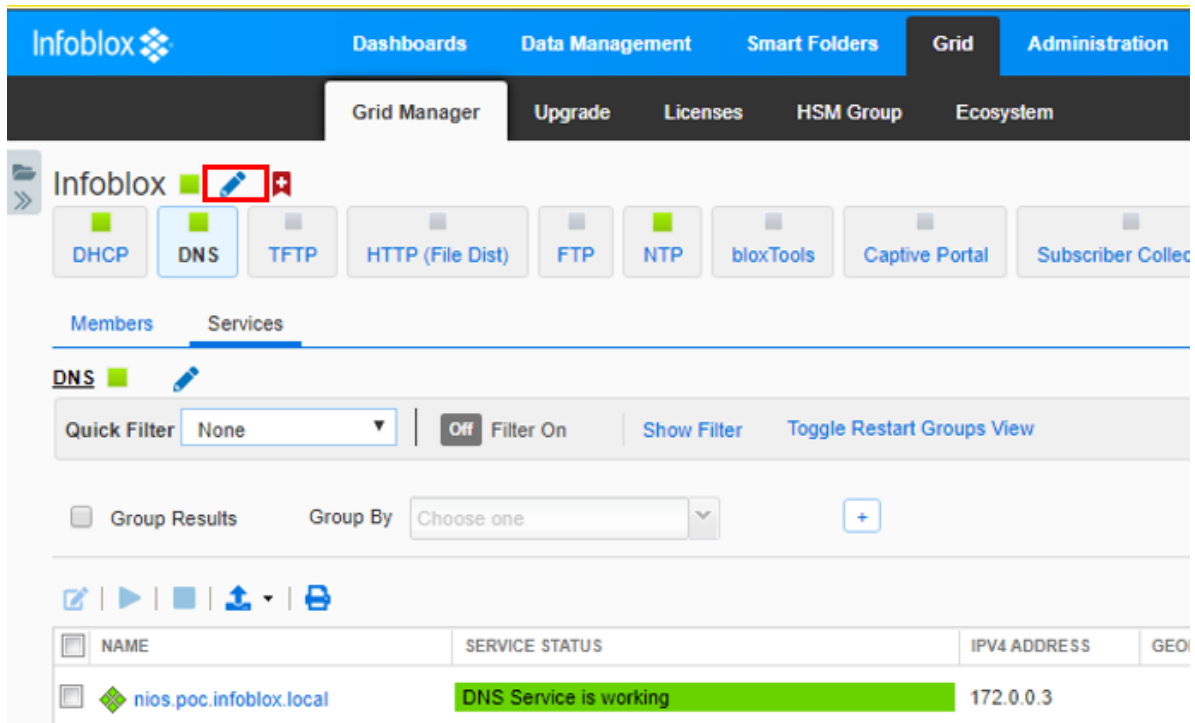 Infoblox Dashboards Data Management Smart Folders Grid Administration
Grid Manager Upgrade Licenses HSM Group Ecosystem
Infoblox
DHCP DNS TFTP HTTP (File Dist) FTP NTP bloxTools Captive Portal Subscriber Collec
Members Services
DNS
Quick Filter None Off Filter On Show Filter Toggle Restart Groups View
Group Results Group By Choose one +
NAME SERVICE STATUS IPV4 ADDRESS GEO
nios.poc.infoblox.local DNS Service is working 172.0.0.3